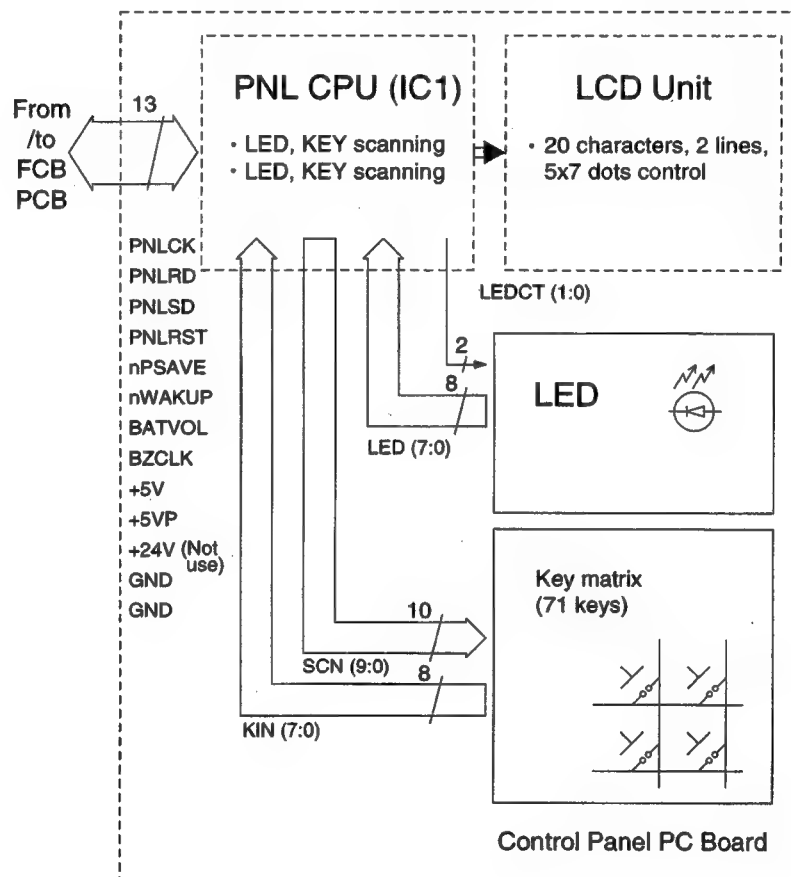 From
/to
FCB
PCB
13
PNL CPU (IC1)
· LED, KEY scanning
· LED, KEY scanning
LCD Unit
· 20 characters, 2 lines,
5x7 dots control
PNLCK
PNLRD
PNLSD
PNLRST
nPSAVE
nWAKUP
BATVOL
BZCLK
+5V
+5VP
+24V (Not
use)
GND
GND
LEDCT (1:0)
2
8
LED (7:0)
LED
10
SCN (9:0)
8
KIN (7:0)
Key matrix
(71 keys)
Control Panel PC Board